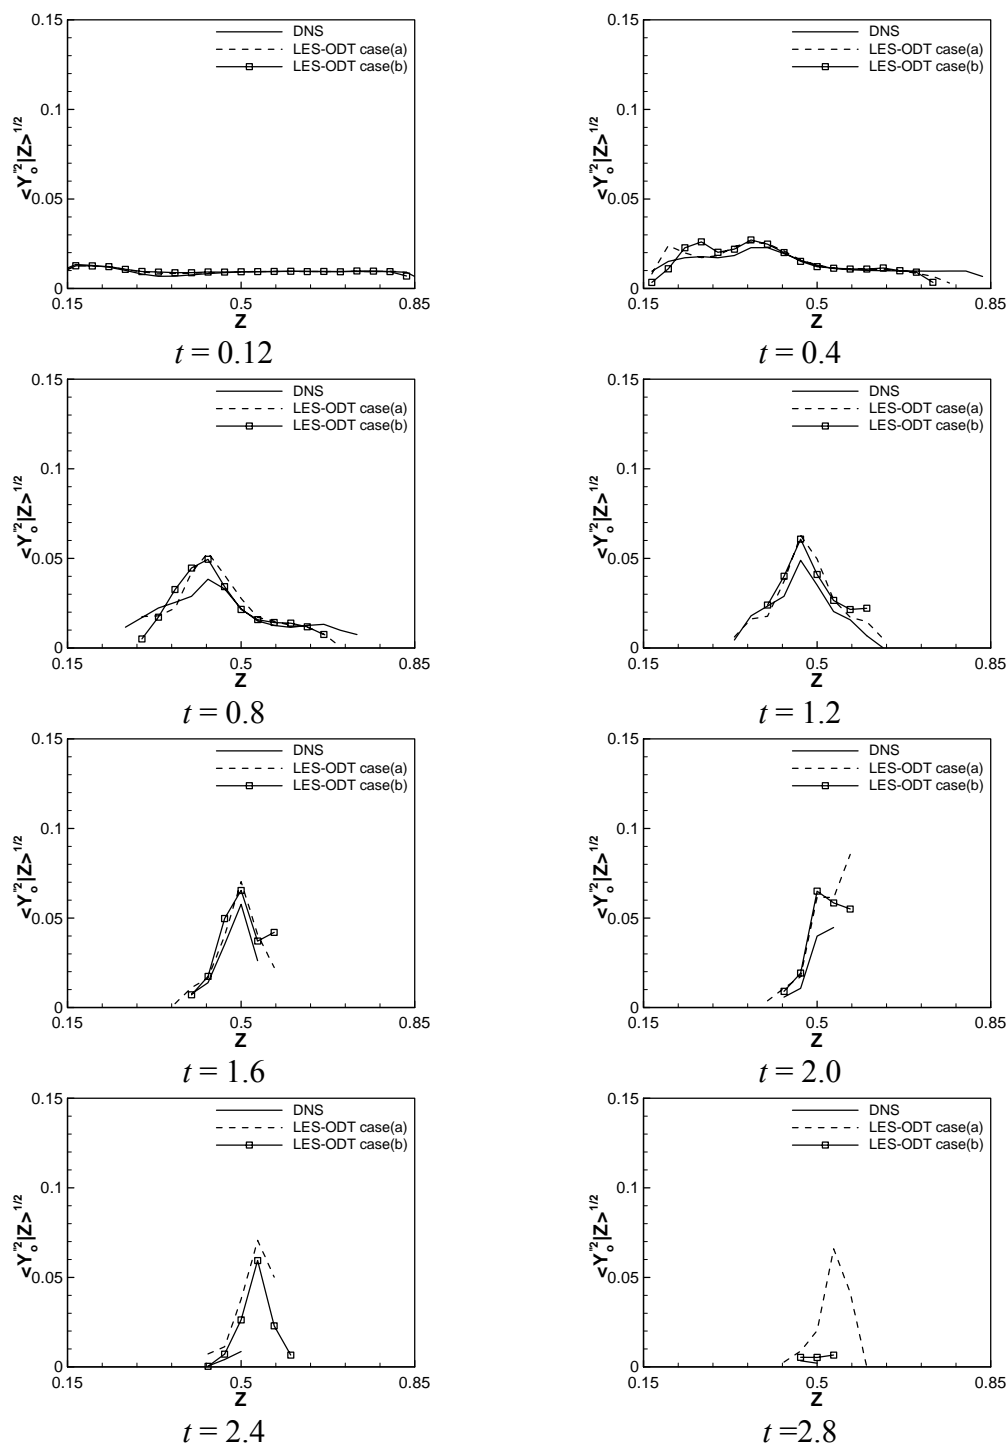 0.15
0.1
0.05
0
<Y"²ₒ|Z>¹/²
DNS
LES-ODT case(a)
LES-ODT case(b)
0.15 0.5 0.85
Z
t = 0.12
0.15
0.1
0.05
0
<Y"²ₒ|Z>¹/²
DNS
LES-ODT case(a)
LES-ODT case(b)
0.15 0.5 0.85
Z
t = 0.4
0.15
0.1
0.05
0
<Y"²ₒ|Z>¹/²
DNS
LES-ODT case(a)
LES-ODT case(b)
0.15 0.5 0.85
Z
t = 0.8
0.15
0.1
0.05
0
<Y"²ₒ|Z>¹/²
DNS
LES-ODT case(a)
LES-ODT case(b)
0.15 0.5 0.85
Z
t = 1.2
0.15
0.1
0.05
0
<Y"²ₒ|Z>¹/²
DNS
LES-ODT case(a)
LES-ODT case(b)
0.15 0.5 0.85
Z
t = 1.6
0.15
0.1
0.05
0
<Y"²ₒ|Z>¹/²
DNS
LES-ODT case(a)
LES-ODT case(b)
0.15 0.5 0.85
Z
t = 2.0
0.15
0.1
0.05
0
<Y"²ₒ|Z>¹/²
DNS
LES-ODT case(a)
LES-ODT case(b)
0.15 0.5 0.85
Z
t = 2.4
0.15
0.1
0.05
0
<Y"²ₒ|Z>¹/²
DNS
LES-ODT case(a)
LES-ODT case(b)
0.15 0.5 0.85
Z
t =2.8